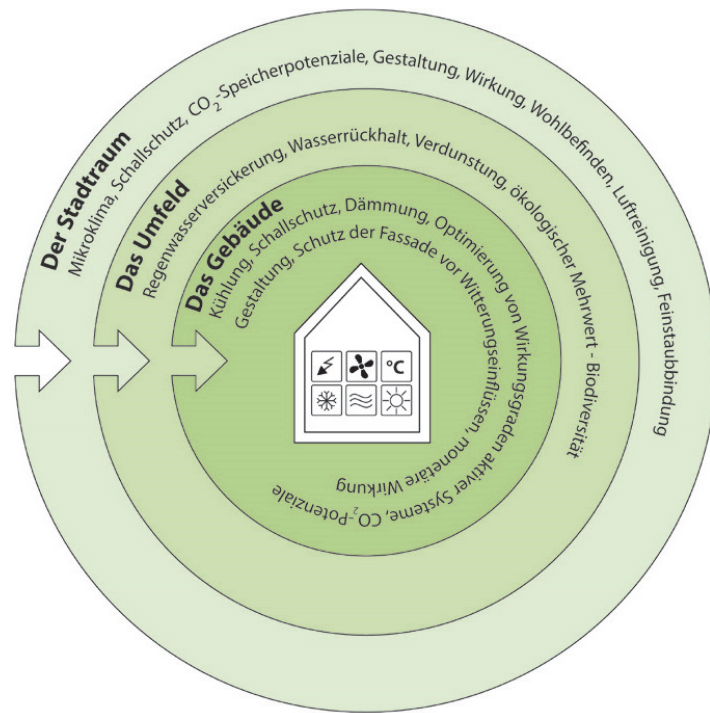 Der Stadtraum
Mikroklima, Schallschutz, CO₂-Speicherpotenziale, Gestaltung, Wirkung, Wohlbefinden, Luftreinigung, Feinstaubbindung
Das Umfeld
Regenwasserversickerung, Wasserrückhalt, Verdunstung, ökologischer Mehrwert - Biodiversität
Das Gebäude
Kühlung, Schallschutz, Dämmung, Optimierung von Wirkungsgraden aktiver Systeme, CO₂-Potenziale
Gestaltung, Schutz der Fassade vor Witterungseinflüssen, monetäre Wirkung
°C